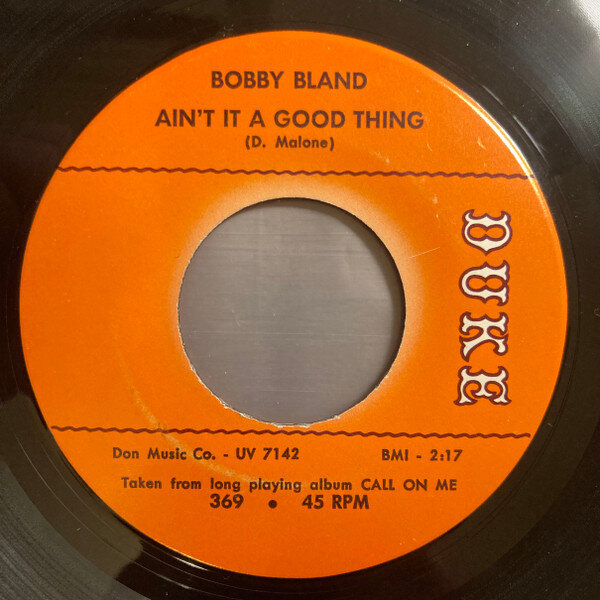 BOBBY BLAND
AIN'T IT A GOOD THING
(D. Malone)
DUKE
Don Music Co. - UV 7142 BMI - 2:17
Taken from long playing album CALL ON ME
369 • 45 RPM